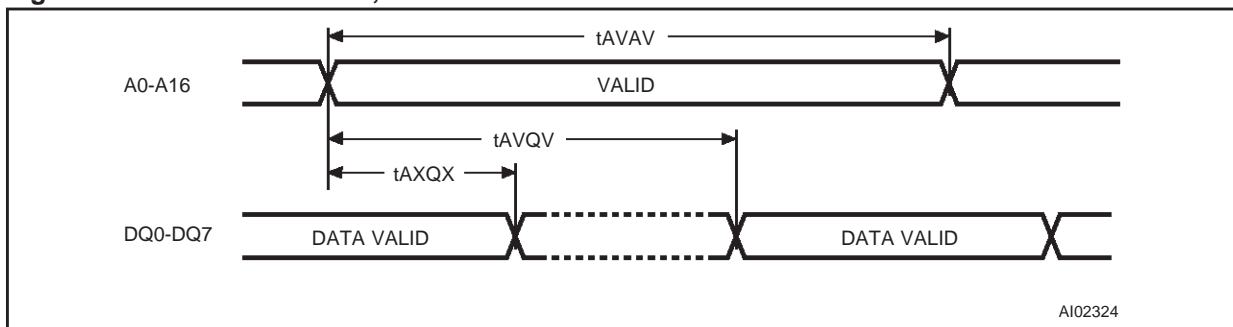 tAVAV
A0-A16
VALID
tAVQV
tAXQX
DQ0-DQ7
DATA VALID
DATA VALID
AI02324